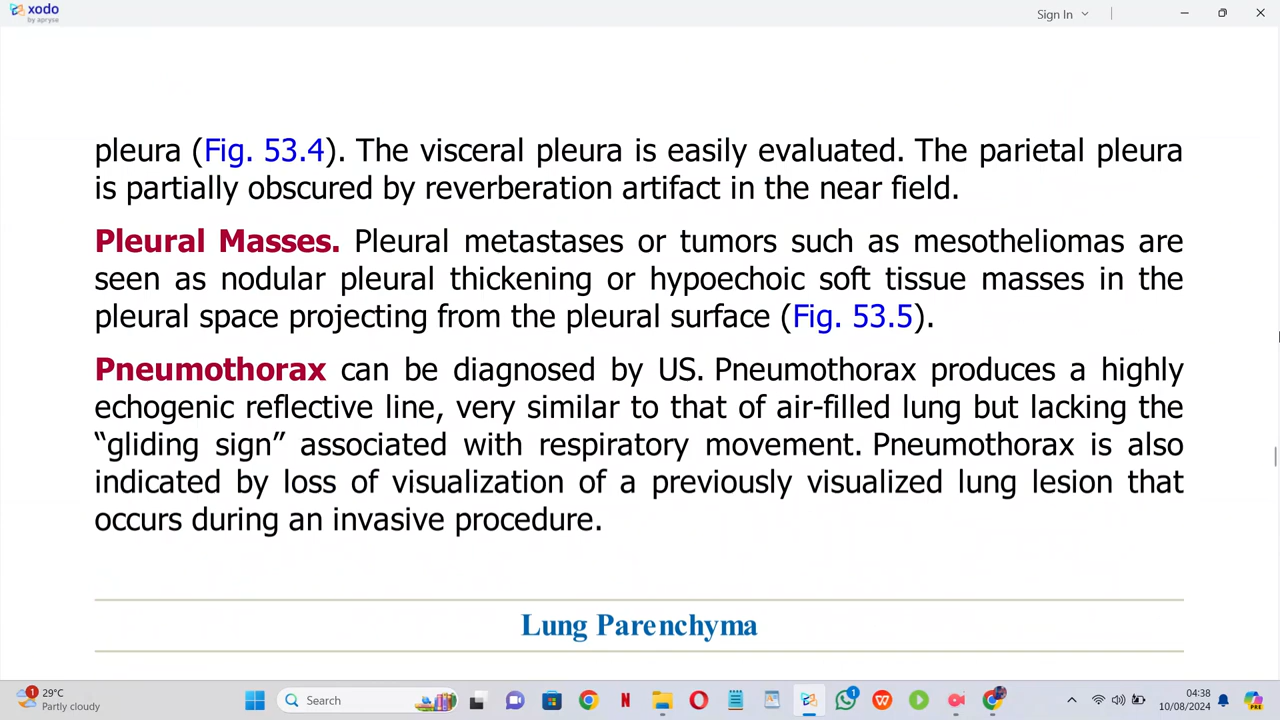 xodo
by apryse
Sign In
pleura (Fig. 53.4). The visceral pleura is easily evaluated. The parietal pleura
is partially obscured by reverberation artifact in the near field.
Pleural Masses. Pleural metastases or tumors such as mesotheliomas are
seen as nodular pleural thickening or hypoechoic soft tissue masses in the
pleural space projecting from the pleural surface (Fig. 53.5).
Pneumothorax can be diagnosed by US. Pneumothorax produces a highly
echogenic reflective line, very similar to that of air-filled lung but lacking the
“gliding sign” associated with respiratory movement. Pneumothorax is also
indicated by loss of visualization of a previously visualized lung lesion that
occurs during an invasive procedure.
Lung Parenchyma
1
29°C
Partly cloudy
Search
1
04:38
10/08/2024
PRE